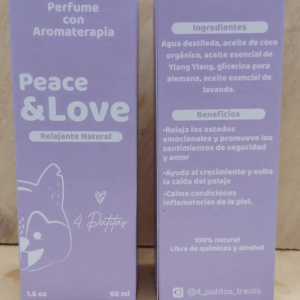 Perfume
con
Aromaterapia
Peace
&Love
Relajante Natural
4 Patitas
1.6 oz 50 ml
Ingredientes
Agua destilada, aceite de coco
orgánico, aceite esencial de
Ylang Ylang, glicerina pura
alemana, aceite esencial de
lavanda.
Beneficios
•Relaja los estados
emocionales y promueve los
sentimientos de seguridad
y amor
•Ayuda al crecimiento y evita
la caída del pelaje
•Calma condiciones
inflamatorias de la piel.
100% natural
Libre de químicos y alcohol
@4_patitas_treats